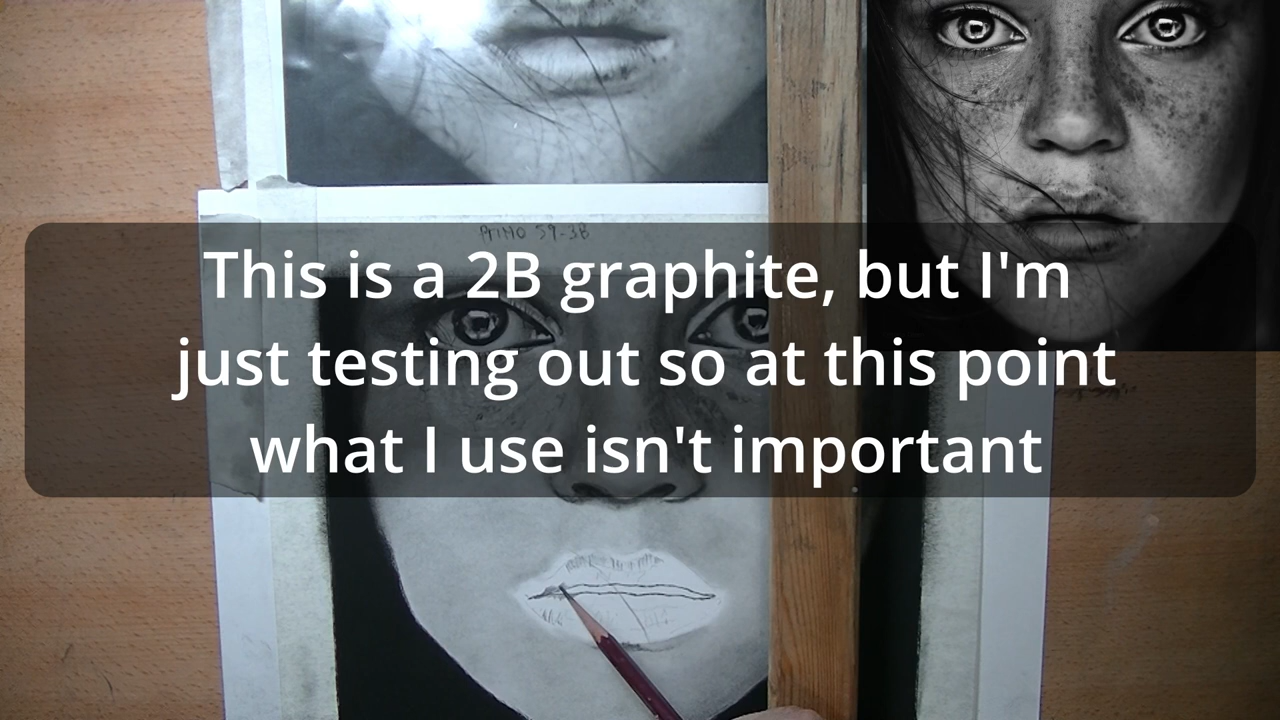 PriMO 59-3B
This is a 2B graphite, but I'm
just testing out so at this point
what I use isn't important